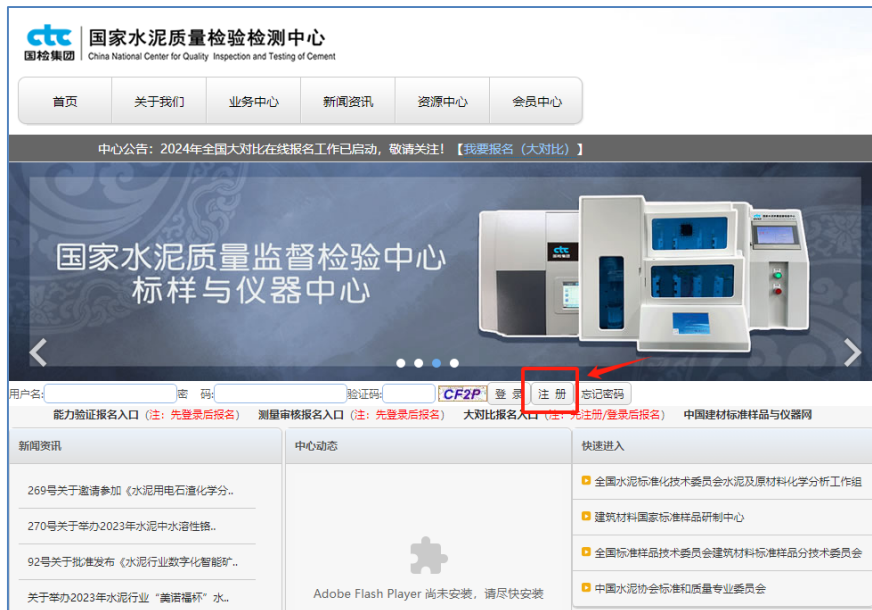 ctc 国家水泥质量检验检测中心
国检集团 China National Center for Quality Inspection and Testing of Cement
首页 关于我们 业务中心 新闻资讯 资源中心 会员中心
中心公告：2024年全国大对比在线报名工作已启动，敬请关注！【我要报名（大对比）】
国家水泥质量监督检验中心
标样与仪器中心
ctc
国检集团
用户名: 密 码: 验证码: CF2P 登 录 注 册 忘记密码
能力验证报名入口（注：先登录后报名） 测量审核报名入口（注：先登录后报名） 大对比报名入口（注：先注册/登录后报名） 中国建材标准样品与仪器网
新闻资讯 中心动态 快速进入
269号关于邀请参加《水泥用电石渣化学分..
270号关于举办2023年水泥中水溶性铬..
92号关于批准发布《水泥行业数字化智能矿..
关于举办2023年水泥行业“美诺福杯”水..
Adobe Flash Player 尚未安装，请尽快安装
全国水泥标准化技术委员会水泥及原材料化学分析工作组
建筑材料国家标准样品研制中心
全国标准样品技术委员会建筑材料标准样品分技术委员会
中国水泥协会标准和质量专业委员会